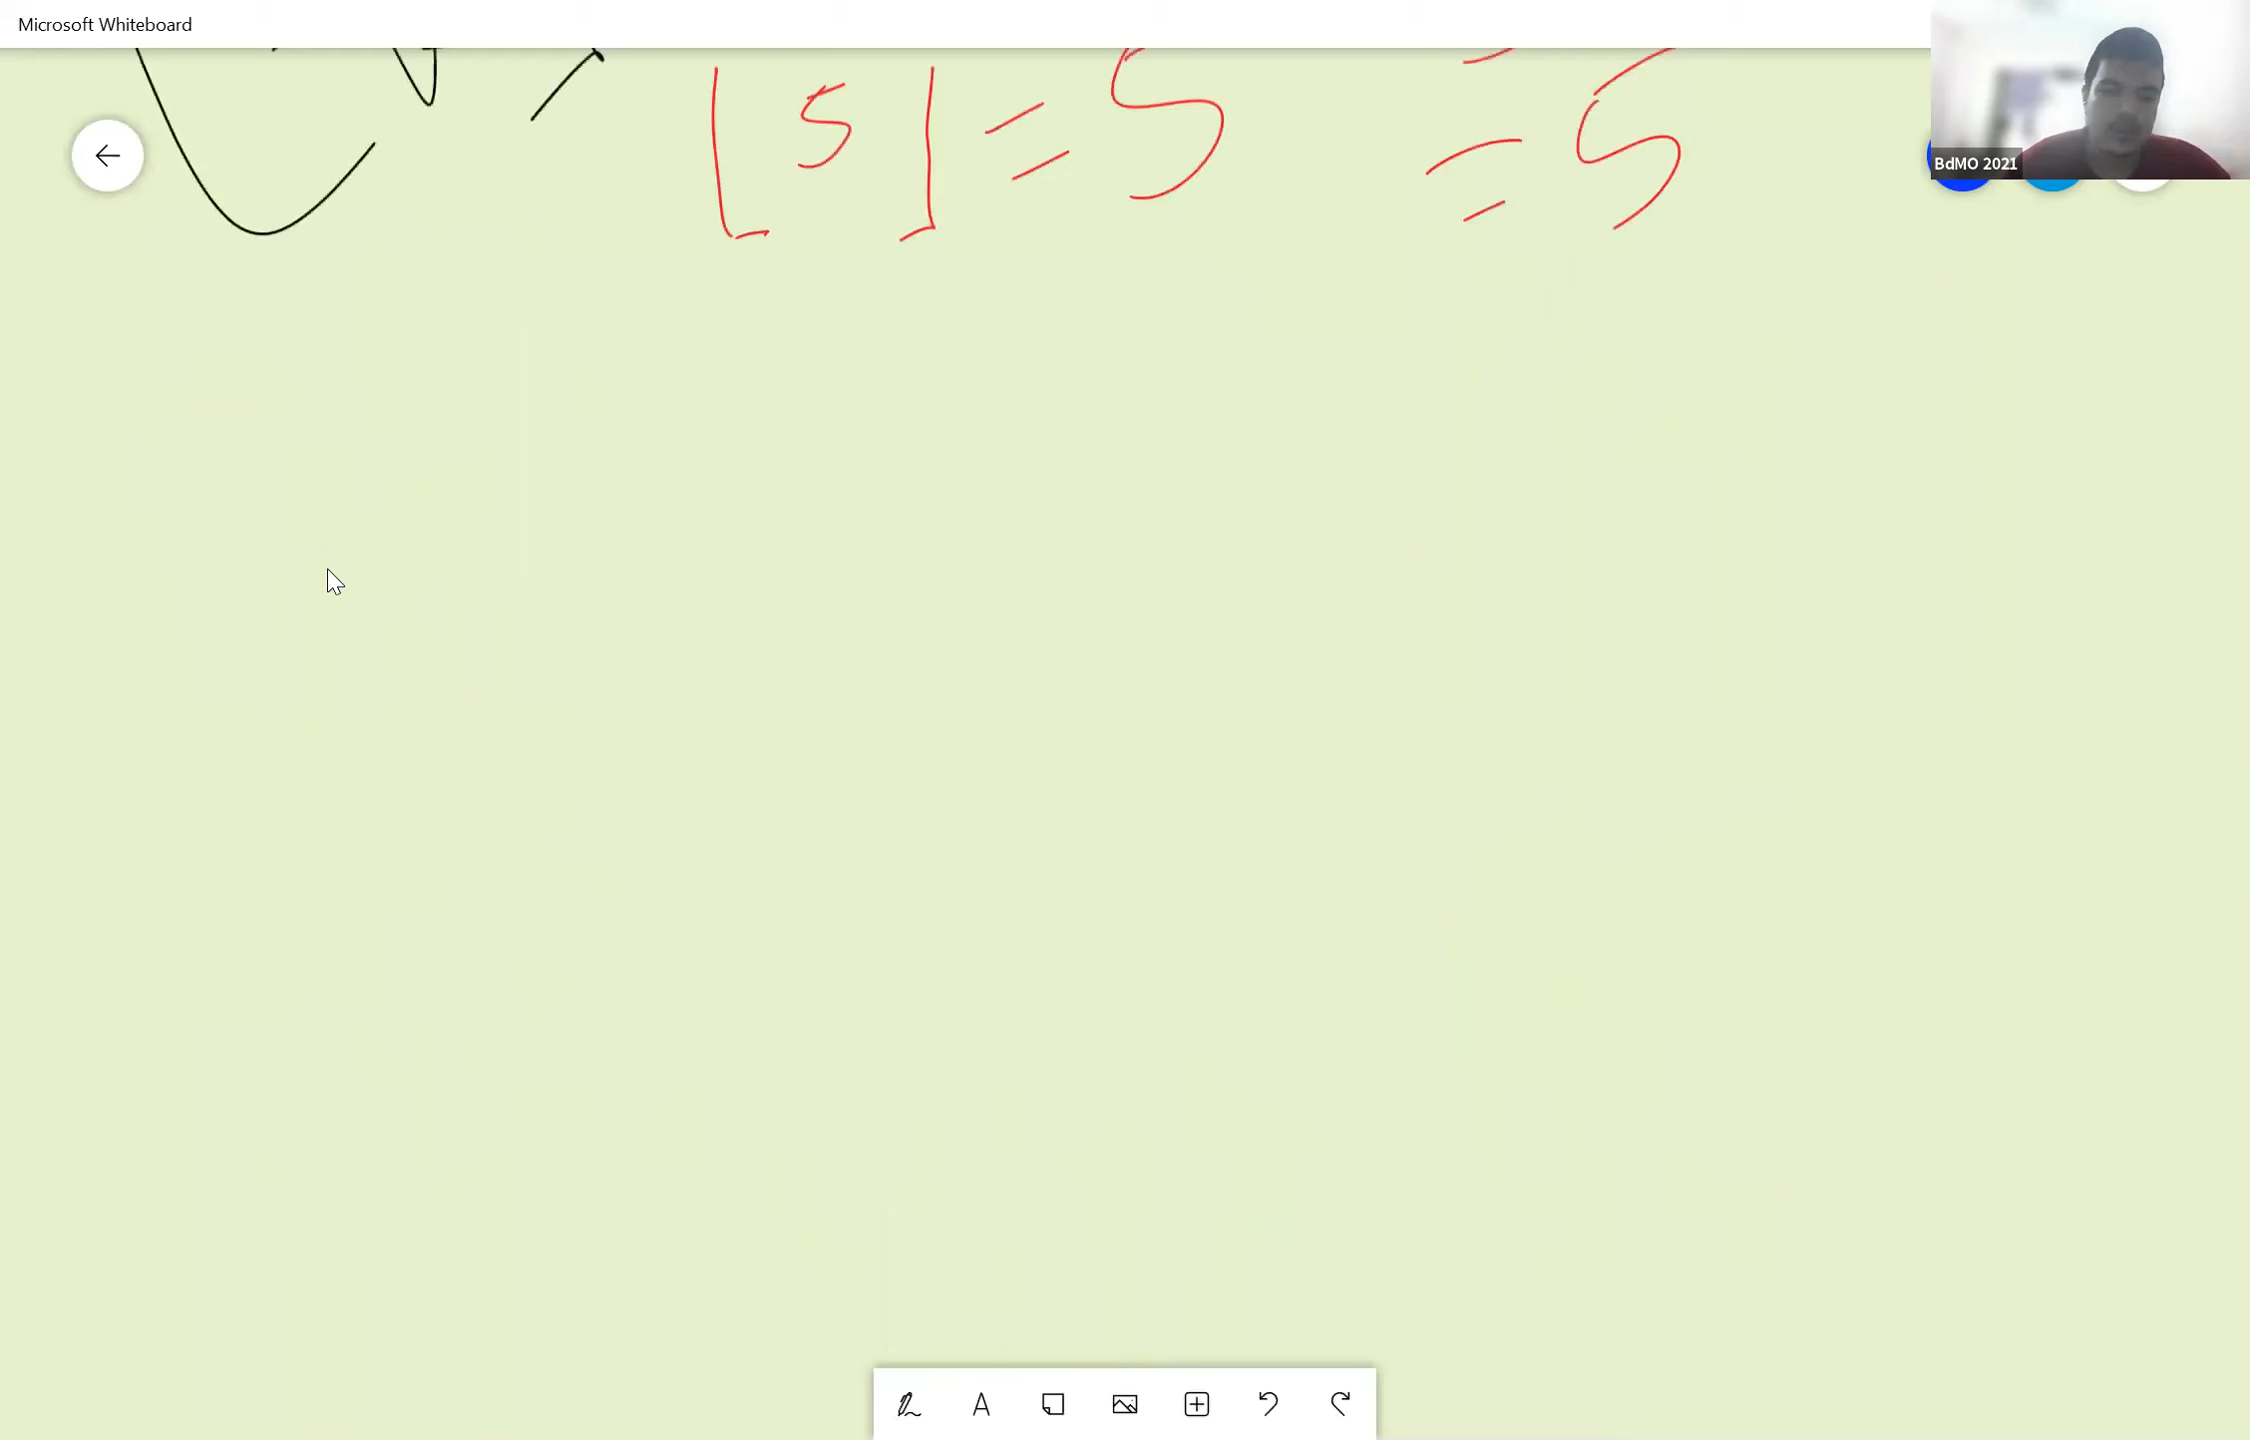 Microsoft Whiteboard
⌊5⌋ = 5
= 5
BdMO 2021